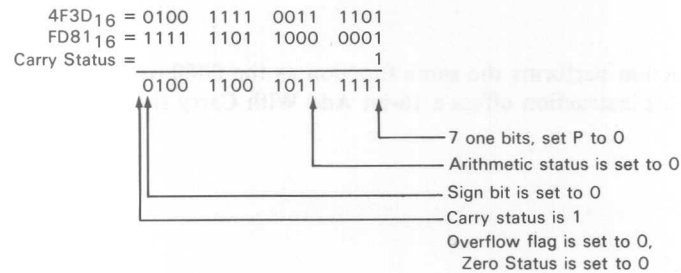 4F3D16 = 0100 1111 0011 1101
FD8116 = 1111 1101 1000 0001
Carry Status = 1
0100 1100 1011 1111
7 one bits, set P to 0
Arithmetic status is set to 0
Sign bit is set to 0
Carry status is 1
Overflow flag is set to 0,
Zero Status is set to 0